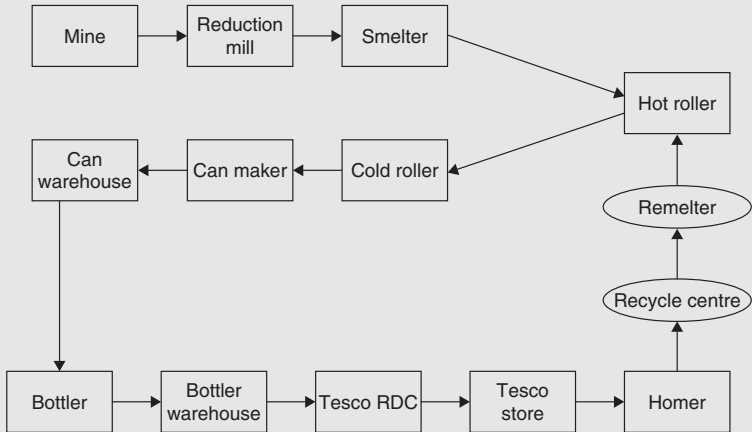 Mine
Reduction
mill
Smelter
Hot roller
Can
warehouse
Can maker
Cold roller
Remelter
Recycle centre
Bottler
Bottler
warehouse
Tesco RDC
Tesco
store
Homer